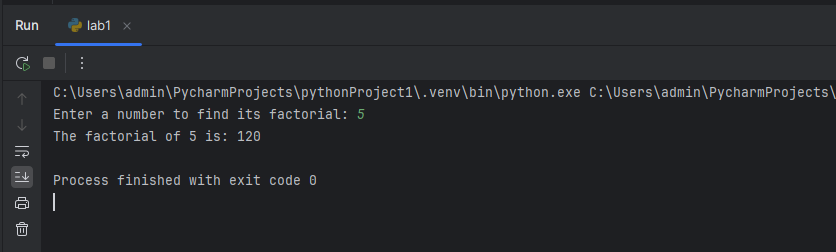 Run lab1
C:\Users\admin\PycharmProjects\pythonProject1\.venv\bin\python.exe C:\Users\admin\PycharmProjects\
Enter a number to find its factorial: 5
The factorial of 5 is: 120
Process finished with exit code 0